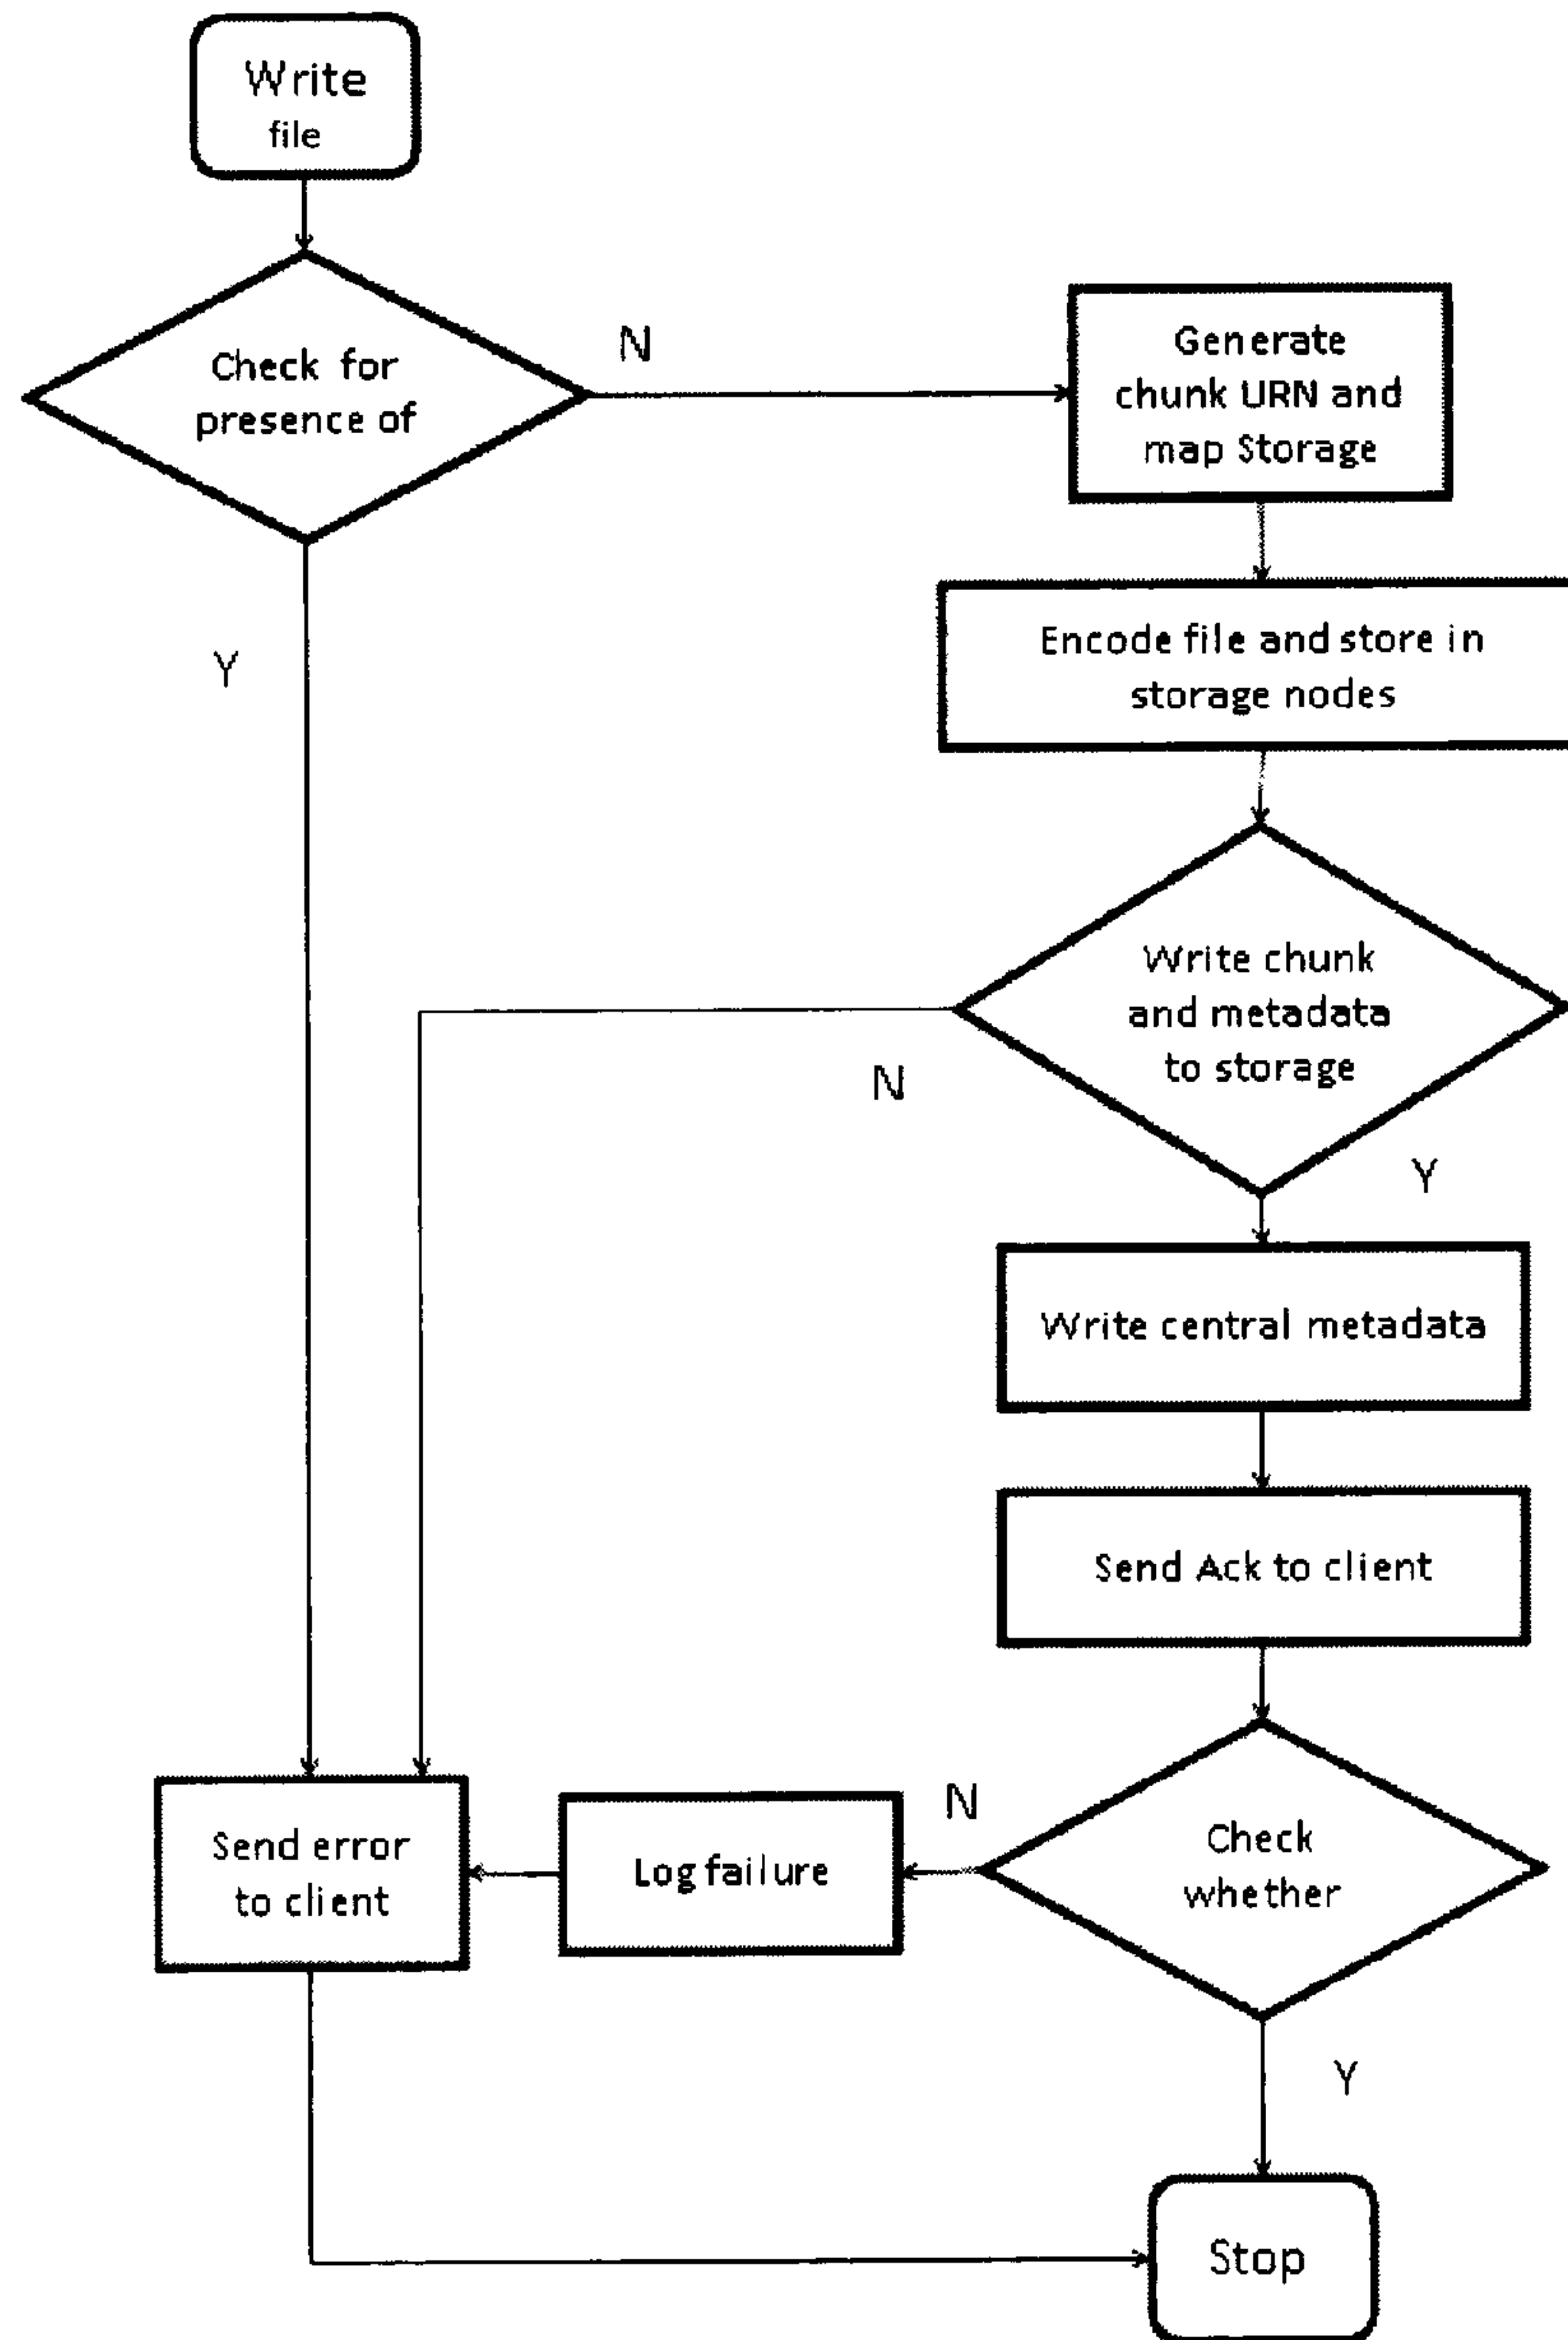 Write
file
Check for
presence of
N
Generate
chunk URN and
map Storage
Y
Encode file and store in
storage nodes
Write chunk
and metadata
to storage
N
Y
Write central metadata
Send Ack to client
Send error
to client
Log failure
N
Check
whether
Y
Stop